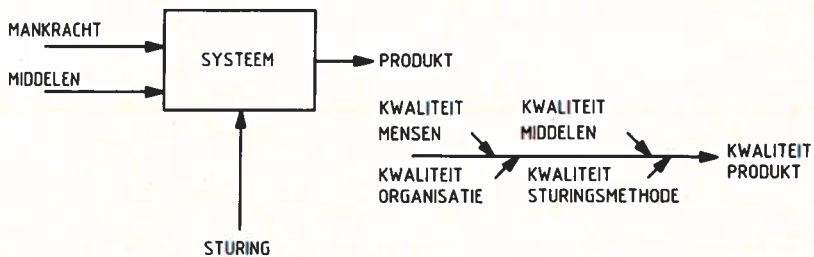 MANKRACHT
SYSTEEM
PRODUKT
MIDDELEN
KWALITEIT
MENSEN
KWALITEIT
MIDDELEN
KWALITEIT
PRODUKT
KWALITEIT
ORGANISATIE
KWALITEIT
STURINGSMETHODE
STURING